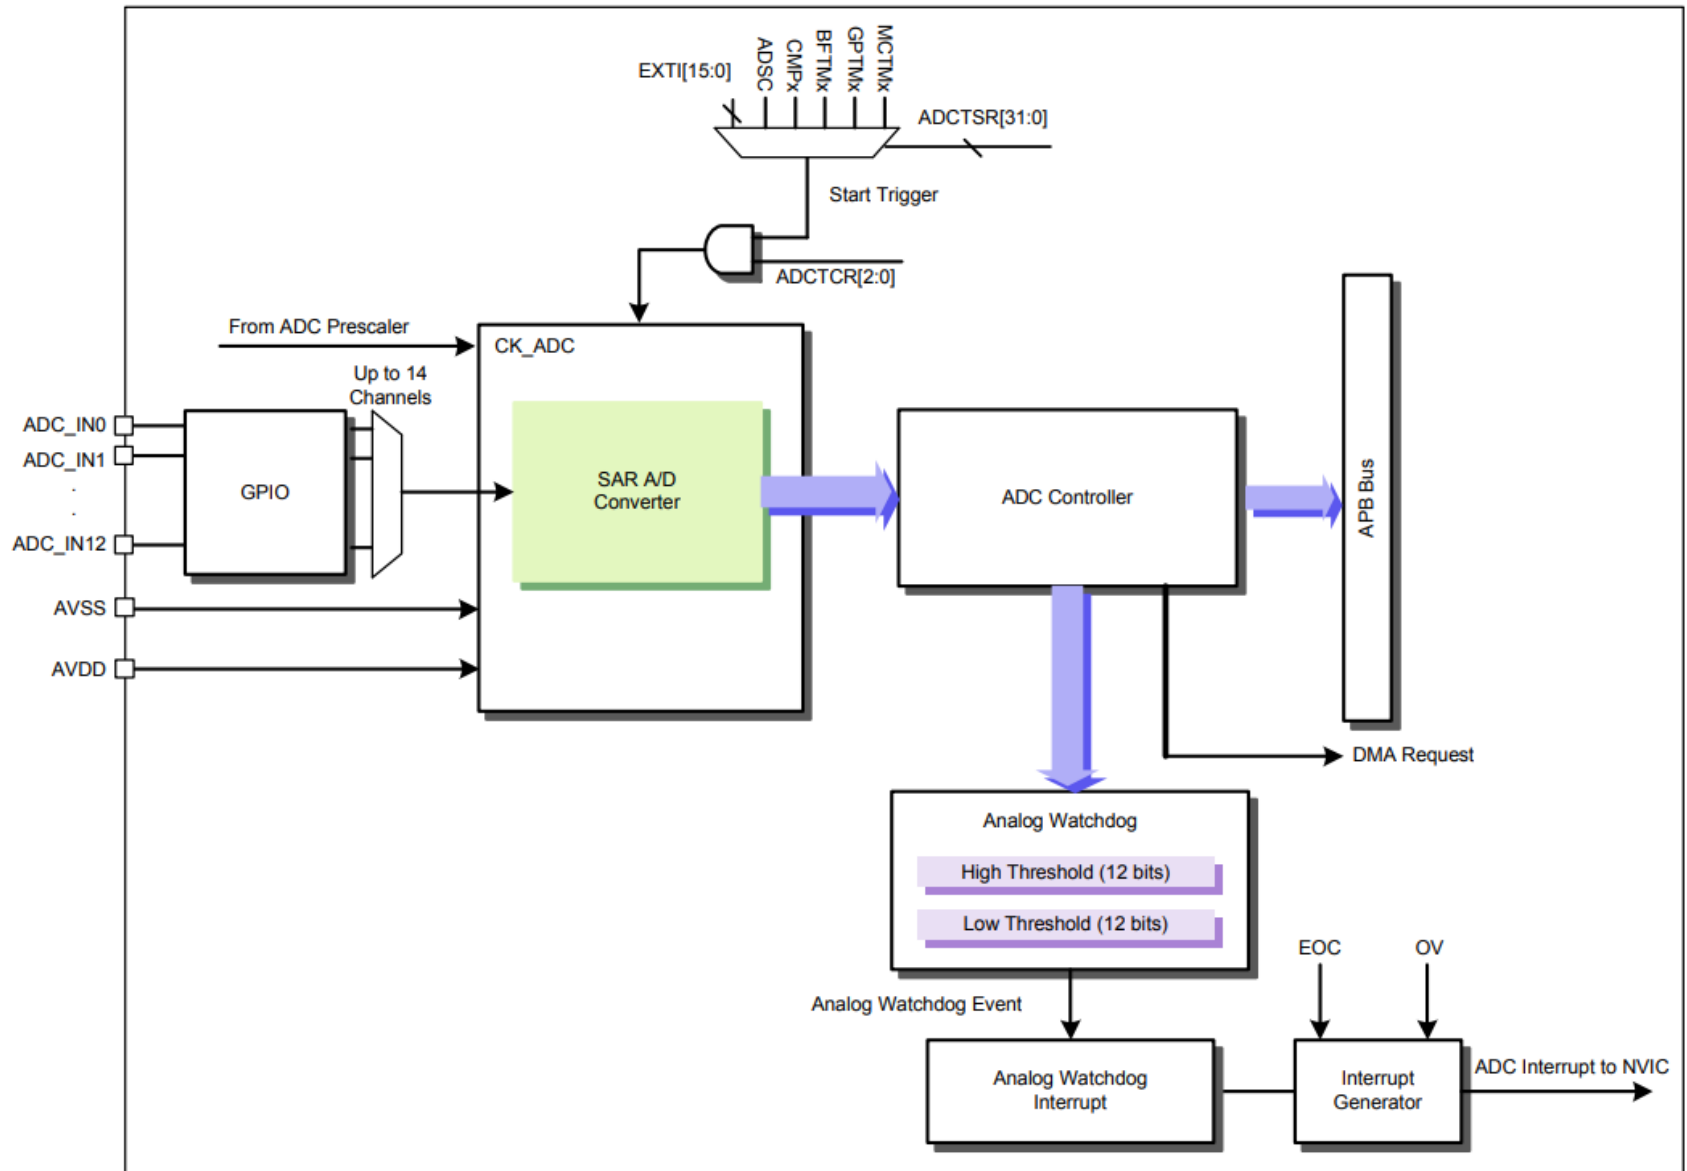 EXTI[15:0]
ADSC
CMPx
BFTMx
GPTMx
MCTMx
ADCTSR[31:0]
Start Trigger
ADCTCR[2:0]
From ADC Prescaler
CK_ADC
Up to 14
Channels
ADC_IN0
ADC_IN1
.
.
ADC_IN12
GPIO
SAR A/D
Converter
ADC Controller
APB Bus
AVSS
AVDD
DMA Request
Analog Watchdog
High Threshold (12 bits)
Low Threshold (12 bits)
Analog Watchdog Event
EOC
OV
Analog Watchdog
Interrupt
Interrupt
Generator
ADC Interrupt to NVIC